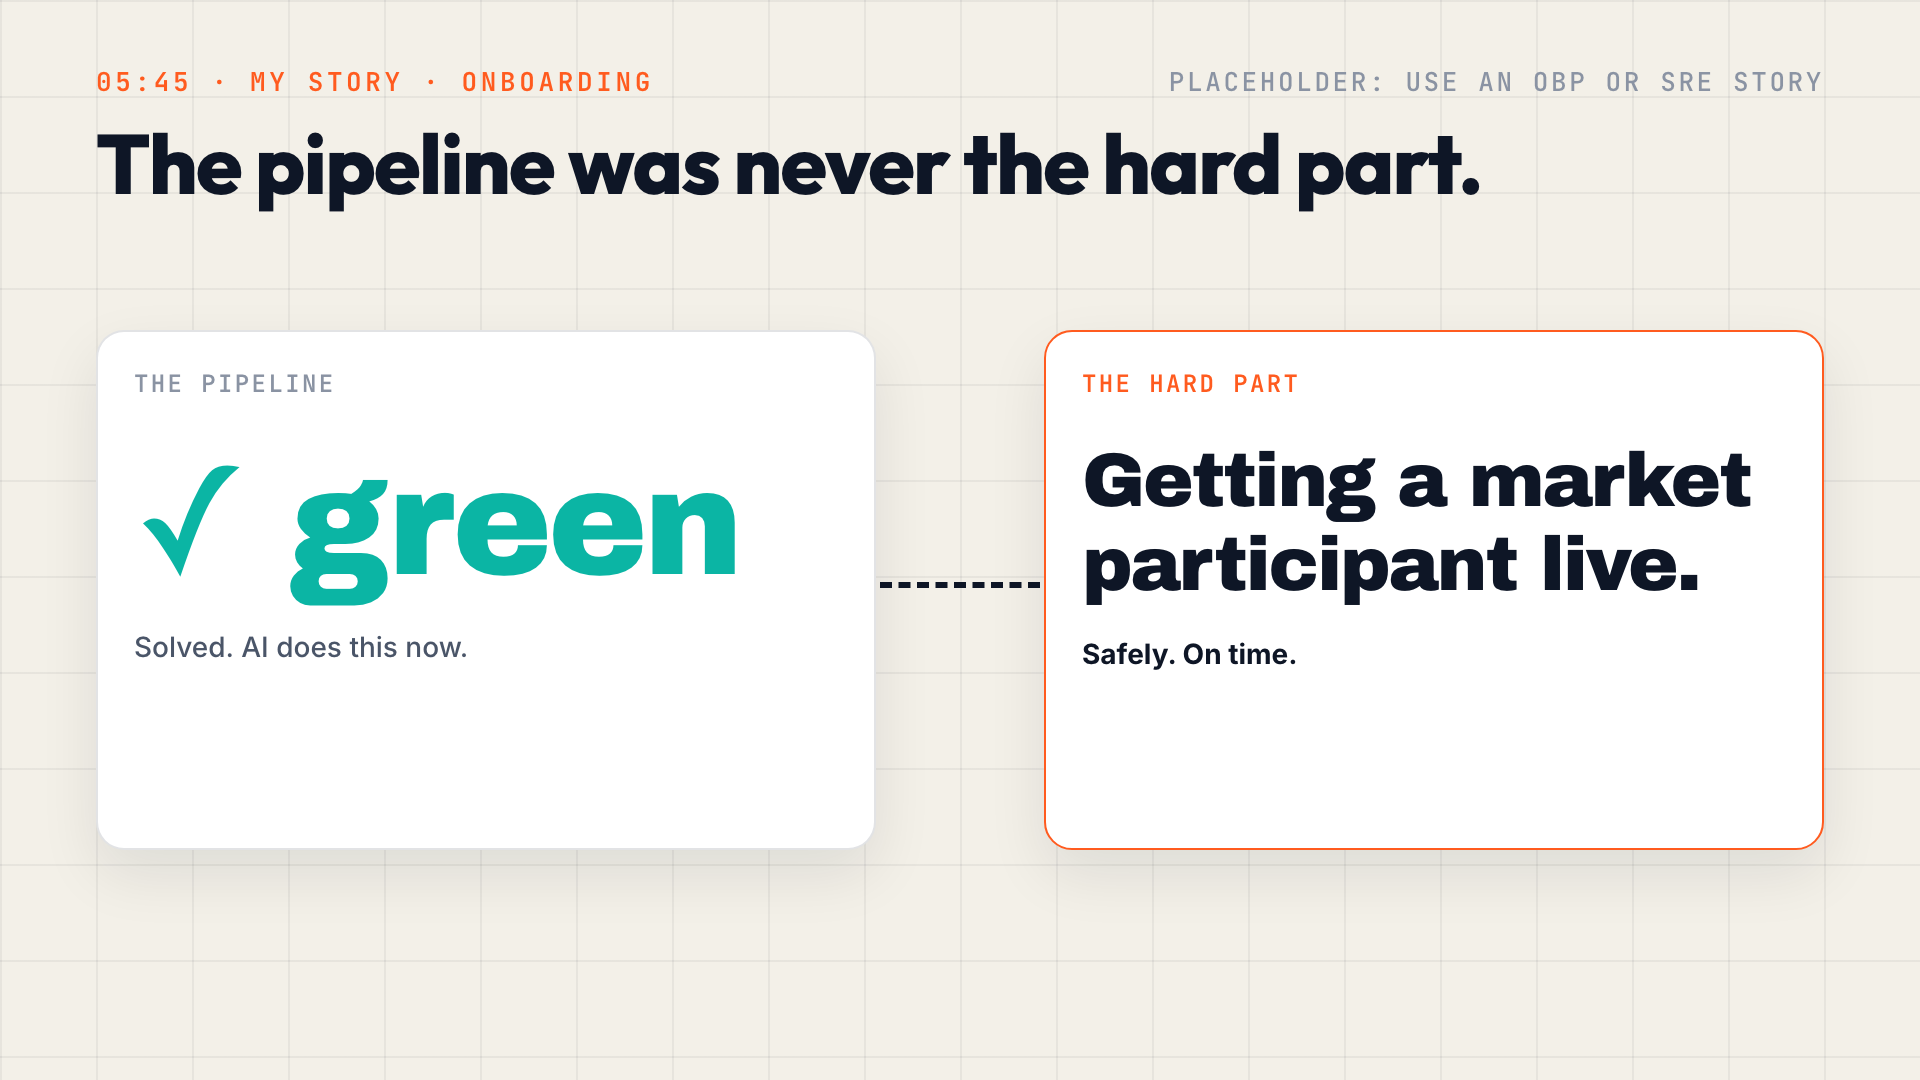 05:45 · MY STORY · ONBOARDING
PLACEHOLDER: USE AN OBP OR SRE STORY
The pipeline was never the hard part.
THE PIPELINE
✓ green
Solved. AI does this now.
THE HARD PART
Getting a market
participant live.
Safely. On time.